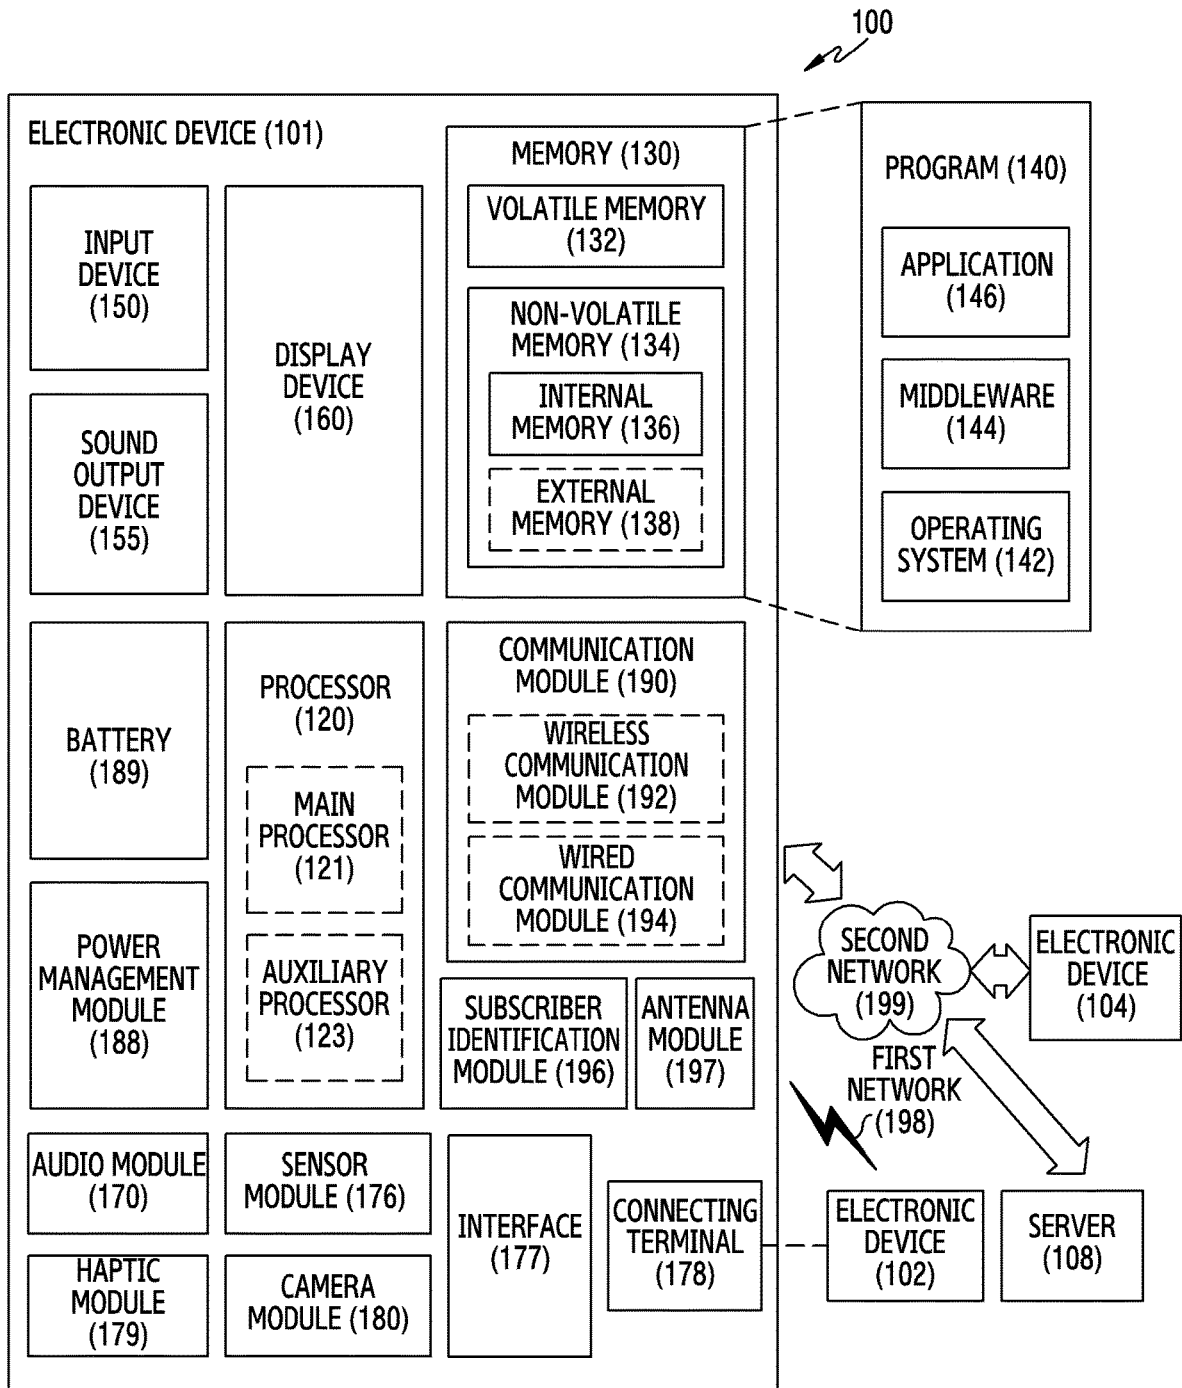 100
ELECTRONIC DEVICE (101)
INPUT
DEVICE
(150)
SOUND
OUTPUT
DEVICE
(155)
DISPLAY
DEVICE
(160)
MEMORY (130)
VOLATILE MEMORY
(132)
NON-VOLATILE
MEMORY (134)
INTERNAL
MEMORY (136)
EXTERNAL
MEMORY (138)
PROGRAM (140)
APPLICATION
(146)
MIDDLEWARE
(144)
OPERATING
SYSTEM (142)
BATTERY
(189)
POWER
MANAGEMENT
MODULE
(188)
PROCESSOR
(120)
MAIN
PROCESSOR
(121)
AUXILIARY
PROCESSOR
(123)
COMMUNICATION
MODULE (190)
WIRELESS
COMMUNICATION
MODULE (192)
WIRED
COMMUNICATION
MODULE (194)
SUBSCRIBER
IDENTIFICATION
MODULE (196)
ANTENNA
MODULE
(197)
SECOND
NETWORK
(199)
ELECTRONIC
DEVICE
(104)
FIRST
NETWORK
(198)
AUDIO MODULE
(170)
SENSOR
MODULE (176)
INTERFACE
(177)
CONNECTING
TERMINAL
(178)
ELECTRONIC
DEVICE
(102)
SERVER
(108)
HAPTIC
MODULE
(179)
CAMERA
MODULE (180)